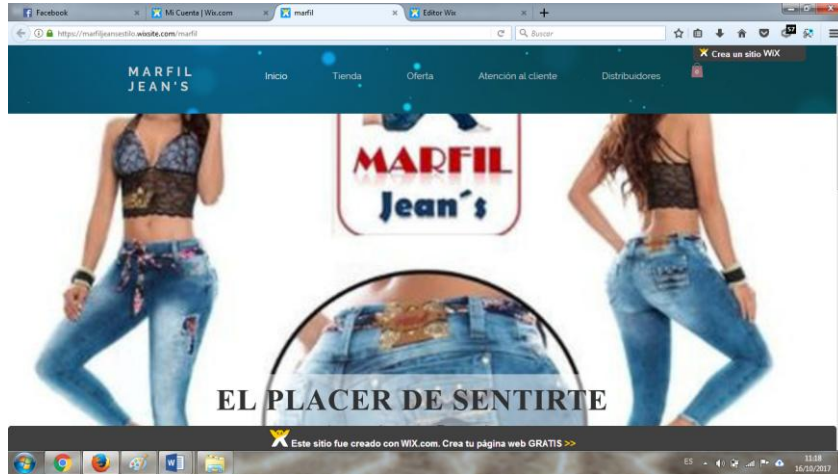 Facebook
Mi Cuenta | Wix.com
marfil
Editor Wix
https://marfiljeansestilo.wixsite.com/marfil
Buscar
57
Crea un sitio WiX
MARFIL
JEAN'S
Inicio
Tienda
Oferta
Atención al cliente
Distribuidores
MARFIL
Jean´s
EL PLACER DE SENTIRTE
Este sitio fue creado con WIX.com. Crea tu página web GRATIS >>
ES
11:18
16/10/2017